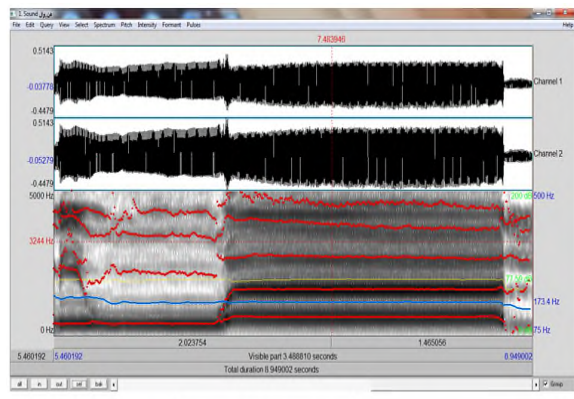 1. Sound عن_وال
File Edit Query View Select Spectrum Pitch Intensity Formant Pulses Help
7.483946
0.5143
-0.03778
Channel 1
-0.4479
0.5143
-0.05279
Channel 2
-0.4479
5000 Hz
200 dB 500 Hz
3244 Hz
173.4 Hz
0 Hz
75 Hz
2.023754 1.465056
5.460192 5.460192 Visible part 3.488810 seconds 8.949002
Total duration 8.949002 seconds
all in out sel bak Group